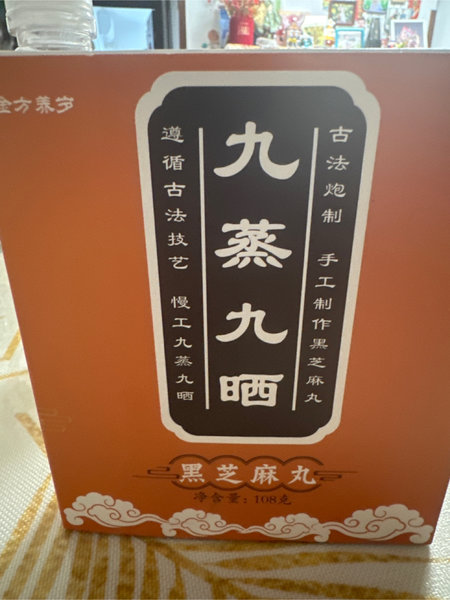 金方养岁
古法炮制 手工制作黑芝麻丸
九蒸九晒
遵循古法技艺 慢工九蒸九晒
黑芝麻丸
净含量：108克